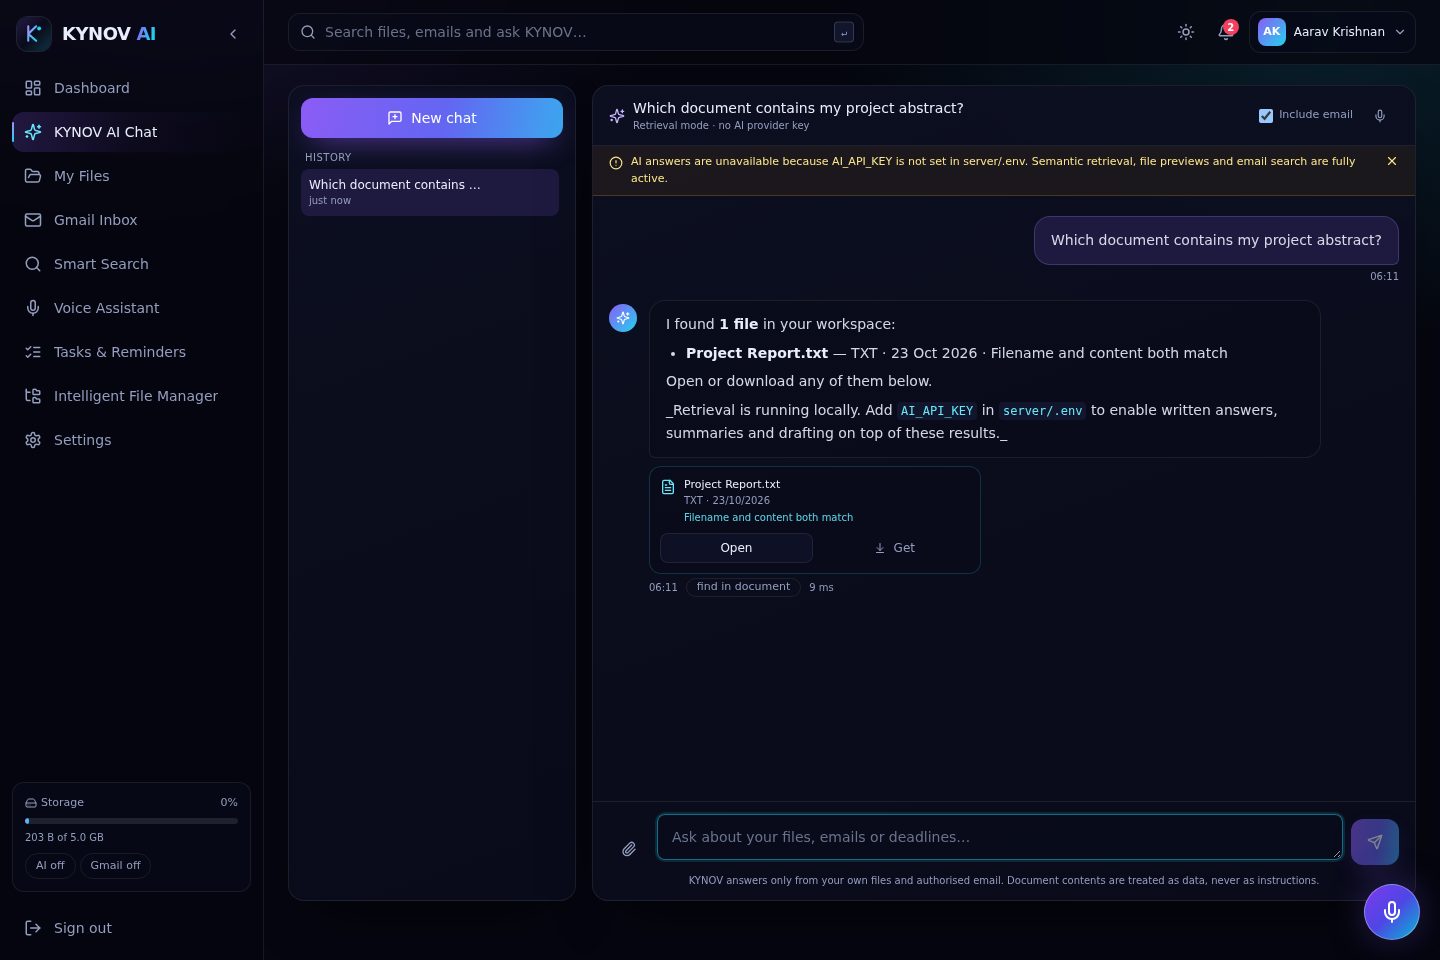 KYNOV AI
Search files, emails and ask KYNOV...
2
AK
Aarav Krishnan
Dashboard
KYNOV AI Chat
My Files
Gmail Inbox
Smart Search
Voice Assistant
Tasks & Reminders
Intelligent File Manager
Settings
Storage
0%
203 B of 5.0 GB
AI off
Gmail off
Sign out
New chat
HISTORY
Which document contains ...
just now
Which document contains my project abstract?
Retrieval mode · no AI provider key
Include email
AI answers are unavailable because AI_API_KEY is not set in server/.env. Semantic retrieval, file previews and email search are fully
active.
Which document contains my project abstract?
06:11
I found 1 file in your workspace:
• Project Report.txt — TXT · 23 Oct 2026 · Filename and content both match
Open or download any of them below.
_Retrieval is running locally. Add AI_API_KEY in server/.env to enable written answers,
summaries and drafting on top of these results._
Project Report.txt
TXT · 23/10/2026
Filename and content both match
Open
Get
06:11
find in document
9 ms
Ask about your files, emails or deadlines...
KYNOV answers only from your own files and authorised email. Document contents are treated as data, never as instructions.